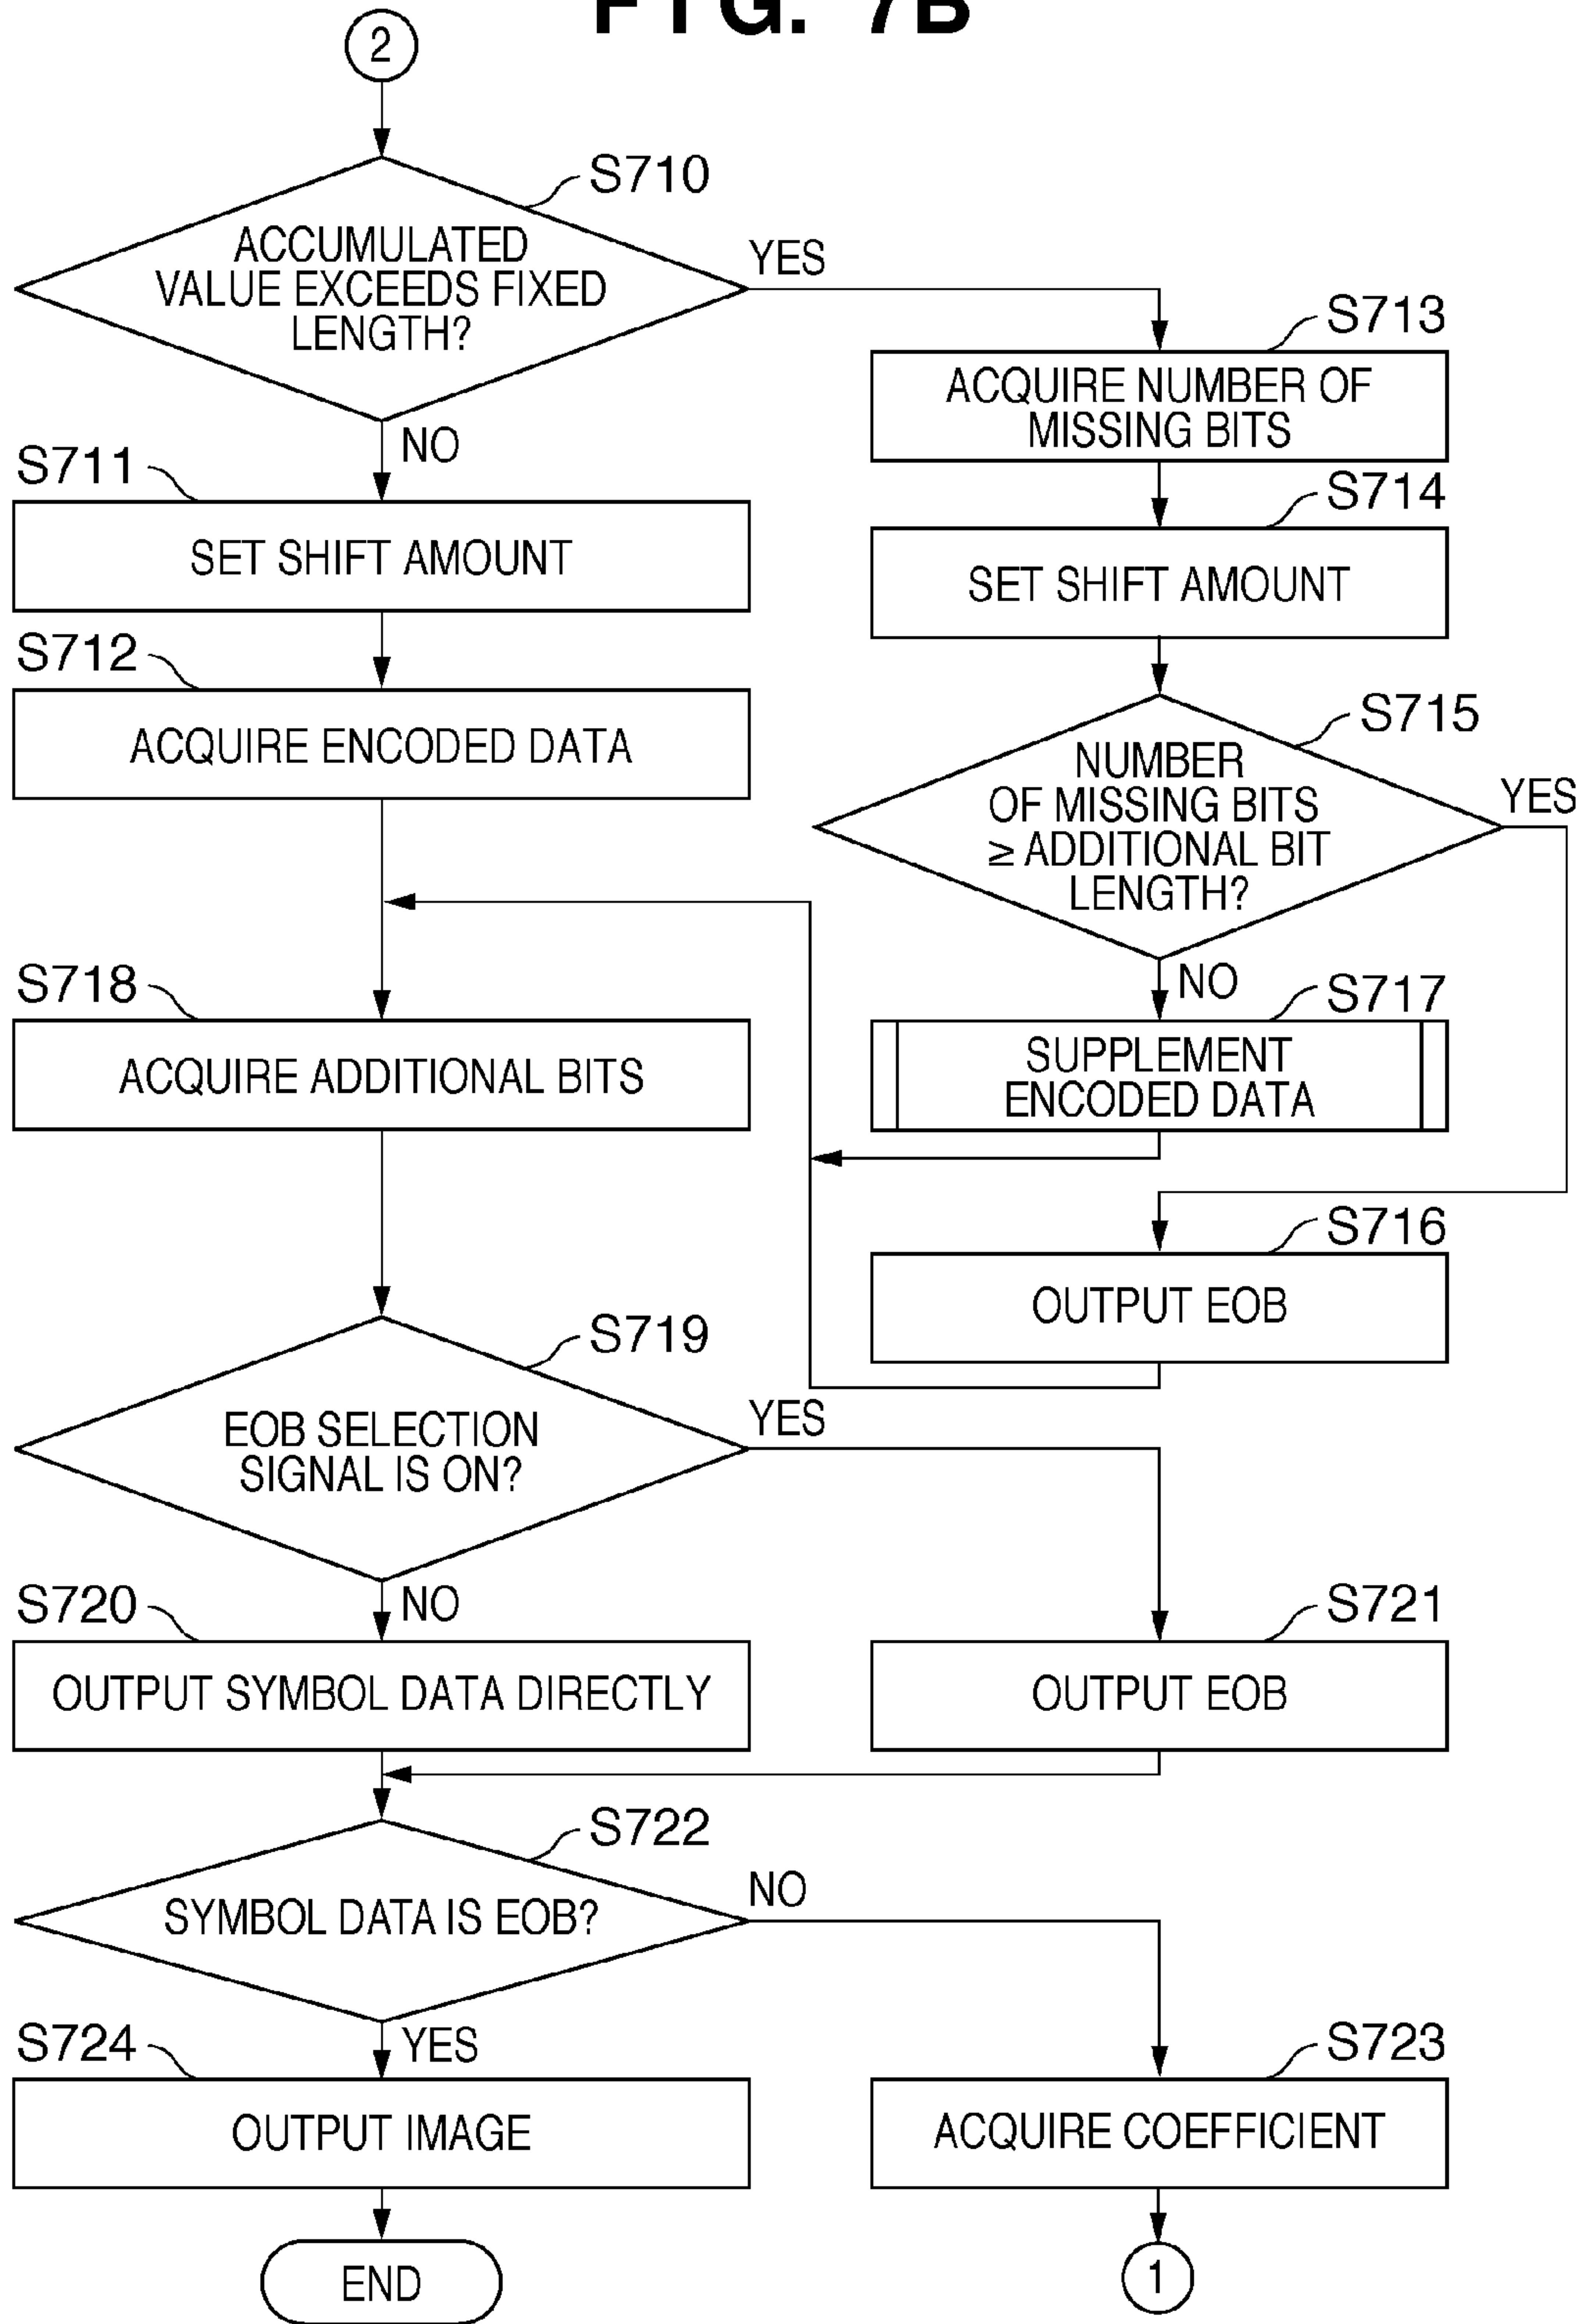 FIG. 7B
2
S710
ACCUMULATED
VALUE EXCEEDS FIXED
LENGTH?
YES
NO
S713
ACQUIRE NUMBER OF
MISSING BITS
S711
SET SHIFT AMOUNT
S714
SET SHIFT AMOUNT
S712
ACQUIRE ENCODED DATA
S715
NUMBER
OF MISSING BITS
≥ ADDITIONAL BIT
LENGTH?
YES
NO
S718
ACQUIRE ADDITIONAL BITS
S717
SUPPLEMENT
ENCODED DATA
S716
OUTPUT EOB
S719
EOB SELECTION
SIGNAL IS ON?
YES
NO
S720
OUTPUT SYMBOL DATA DIRECTLY
S721
OUTPUT EOB
S722
SYMBOL DATA IS EOB?
NO
YES
S724
OUTPUT IMAGE
S723
ACQUIRE COEFFICIENT
END
1